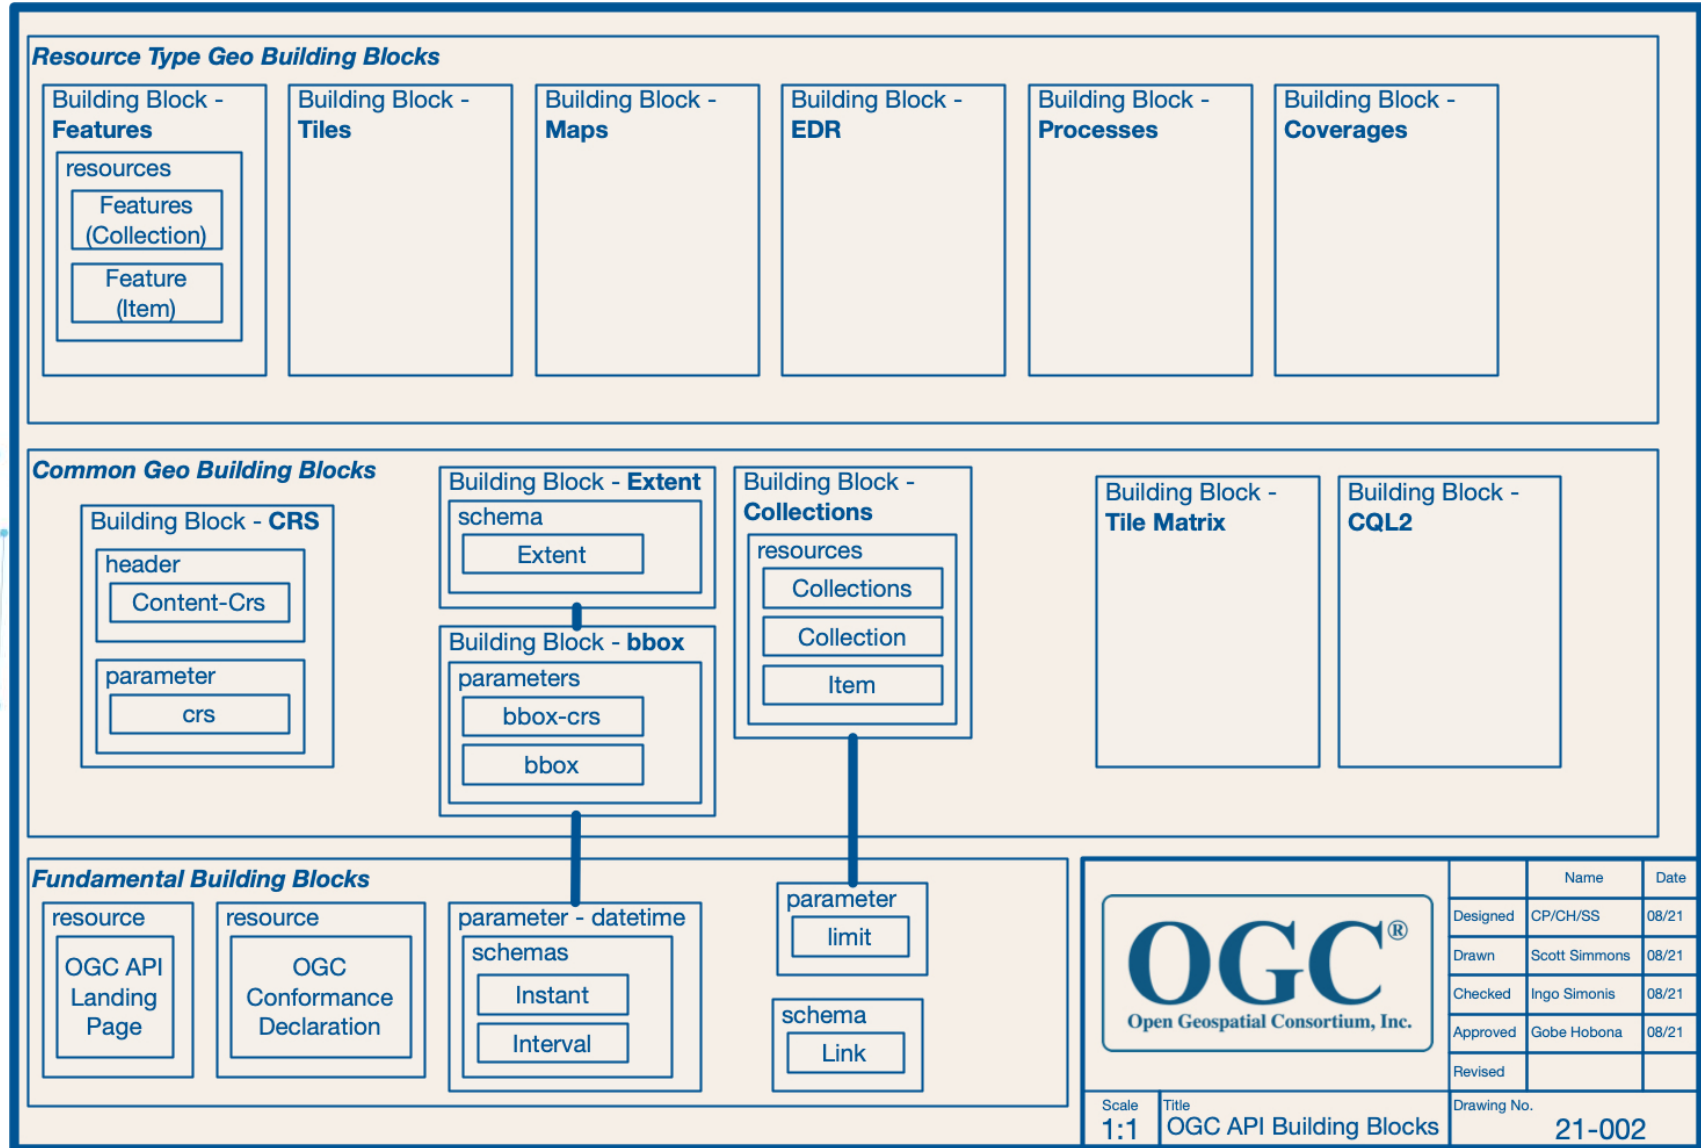 Resource Type Geo Building Blocks
Building Block -
Features
resources
Features
(Collection)
Feature
(Item)
Building Block -
Tiles
Building Block -
Maps
Building Block -
EDR
Building Block -
Processes
Building Block -
Coverages
Common Geo Building Blocks
Building Block - CRS
header
Content-Crs
parameter
crs
Building Block - Extent
schema
Extent
Building Block - bbox
parameters
bbox-crs
bbox
Building Block -
Collections
resources
Collections
Collection
Item
Building Block -
Tile Matrix
Building Block -
CQL2
Fundamental Building Blocks
resource
OGC API
Landing
Page
resource
OGC
Conformance
Declaration
parameter - datetime
schemas
Instant
Interval
parameter
limit
schema
Link
OGC®
Open Geospatial Consortium, Inc.
Name Date
Designed CP/CH/SS 08/21
Drawn Scott Simmons 08/21
Checked Ingo Simonis 08/21
Approved Gobe Hobona 08/21
Revised
Scale
1:1
Title
OGC API Building Blocks
Drawing No.
21-002